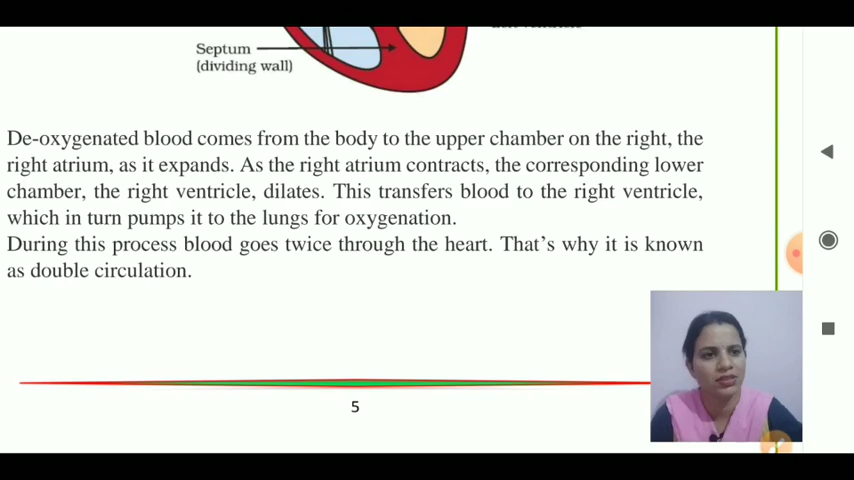 Septum
(dividing wall)
De-oxygenated blood comes from the body to the upper chamber on the right, the
right atrium, as it expands. As the right atrium contracts, the corresponding lower
chamber, the right ventricle, dilates. This transfers blood to the right ventricle,
which in turn pumps it to the lungs for oxygenation.
During this process blood goes twice through the heart. That's why it is known
as double circulation.
5